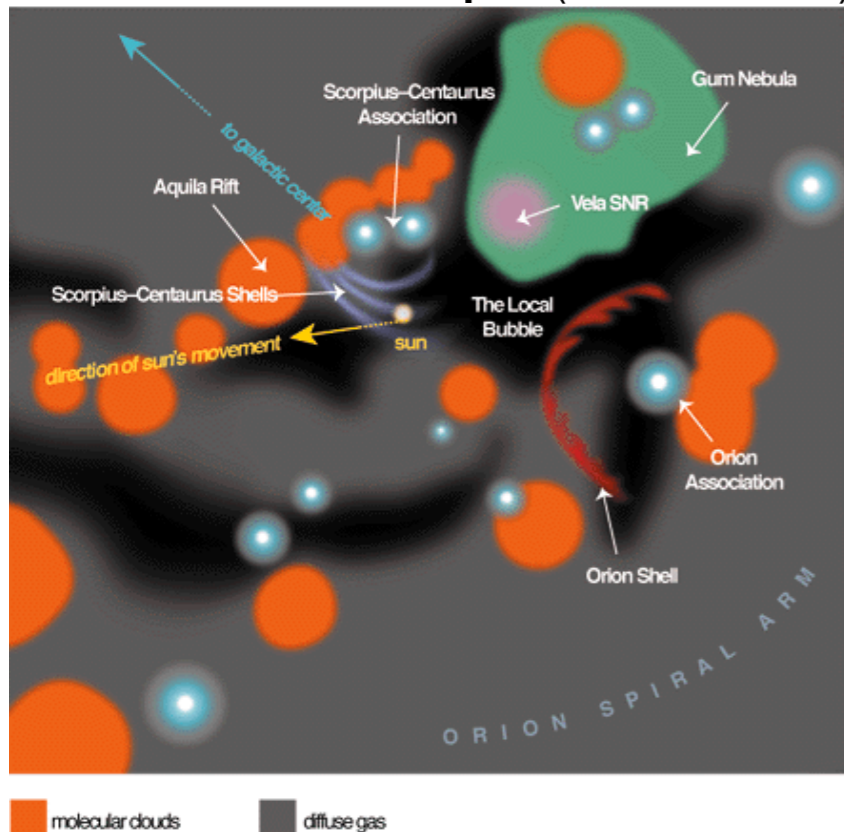 Gum Nebula
Scorpius–Centaurus
Association
to galactic center
Aquila Rift
Vela SNR
Scorpius–Centaurus Shells
The Local
Bubble
direction of sun's movement
sun
Orion
Association
Orion Shell
ORION SPIRAL ARM
molecular clouds
diffuse gas